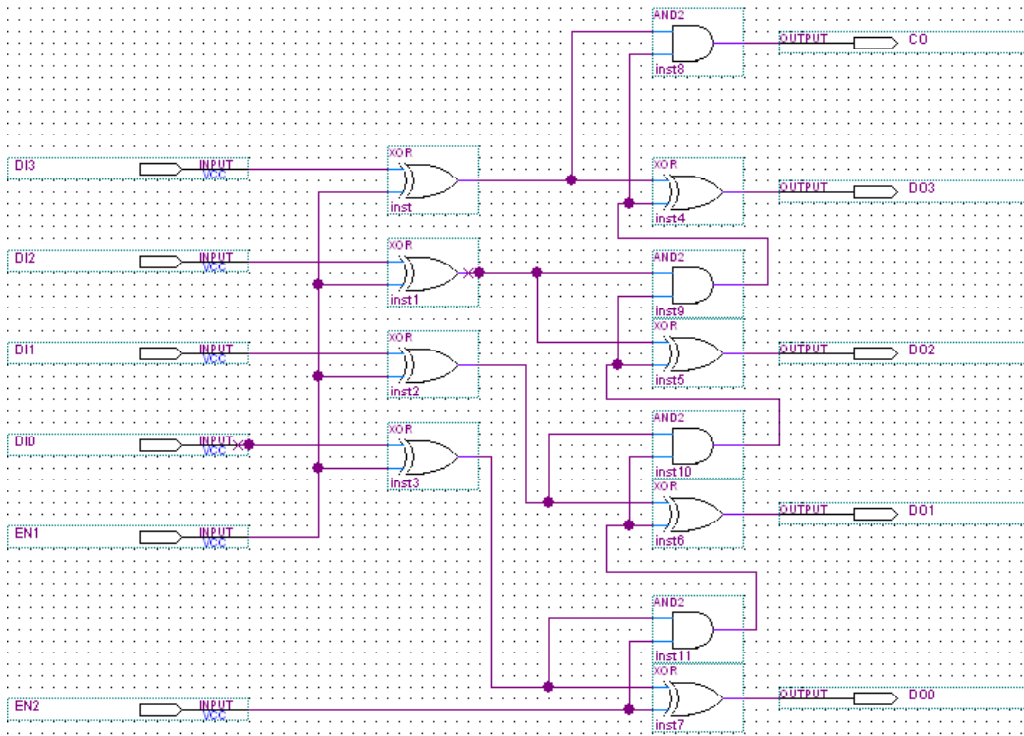 AND2
OUTPUT CO
inst8
DI3 INPUT
VCC
XOR
inst
XOR
OUTPUT DO3
inst4
DI2 INPUT
VCC
XOR
inst1
AND2
inst9
DI1 INPUT
VCC
XOR
inst2
XOR
OUTPUT DO2
inst5
DI0 INPUT
VCC
XOR
inst3
AND2
inst10
XOR
OUTPUT DO1
inst6
EN1 INPUT
VCC
AND2
inst11
EN2 INPUT
VCC
XOR
OUTPUT DO0
inst7